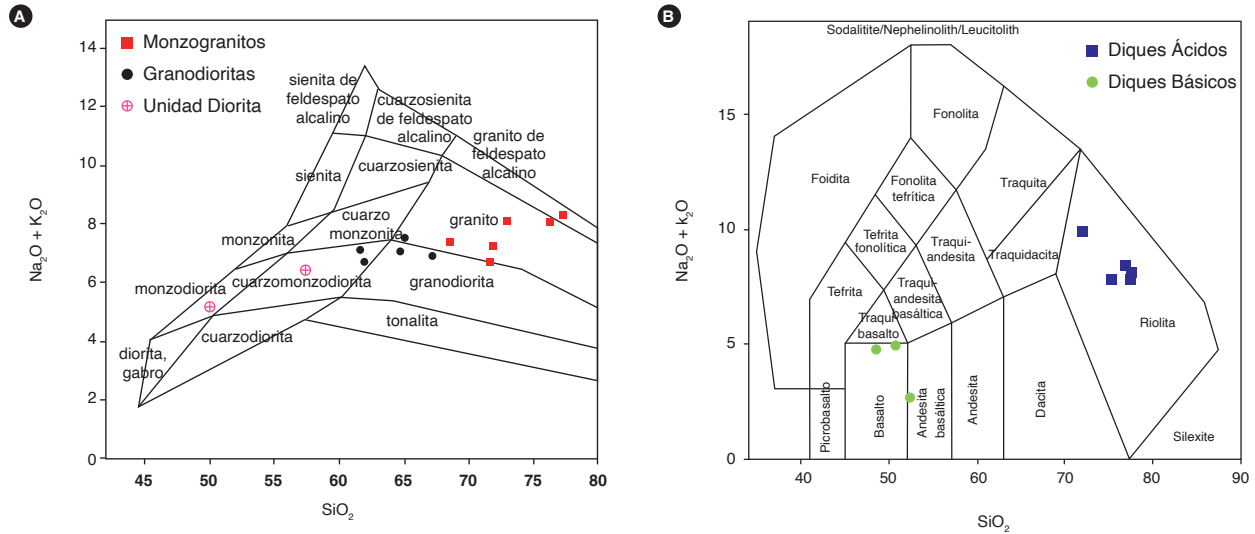 A
Monzogranitos
Granodioritas
Unidad Diorita
Na₂O + K₂O
14
12
10
8
6
4
2
0
sienita de
feldespato
alcalino
cuarzosienita
de feldespato
alcalino
granito de
feldespato
alcalino
sienita
cuarzosienita
monzonita
cuarzo
monzonita
granito
monzodiorita
cuarzomonzodiorita
granodiorita
diorita,
gabro
cuarzodiorita
tonalita
45 50 55 60 65 70 75 80
SiO₂
B
Sodalitite/Nephelinolith/Leucitolith
Diques Ácidos
Diques Básicos
Na₂O + k₂O
15
10
5
0
Fonolita
Foidita
Fonolita
tefrítica
Traquita
Tefrita
fonolítica
Traqui-
andesita
Traquidacita
Tefrita
Traqui-
andesita
basáltica
Traqui
basalto
Riolita
Picrobasalto
Basalto
Andesita
basáltica
Andesita
Dacita
Silexite
40 50 60 70 80 90
SiO₂